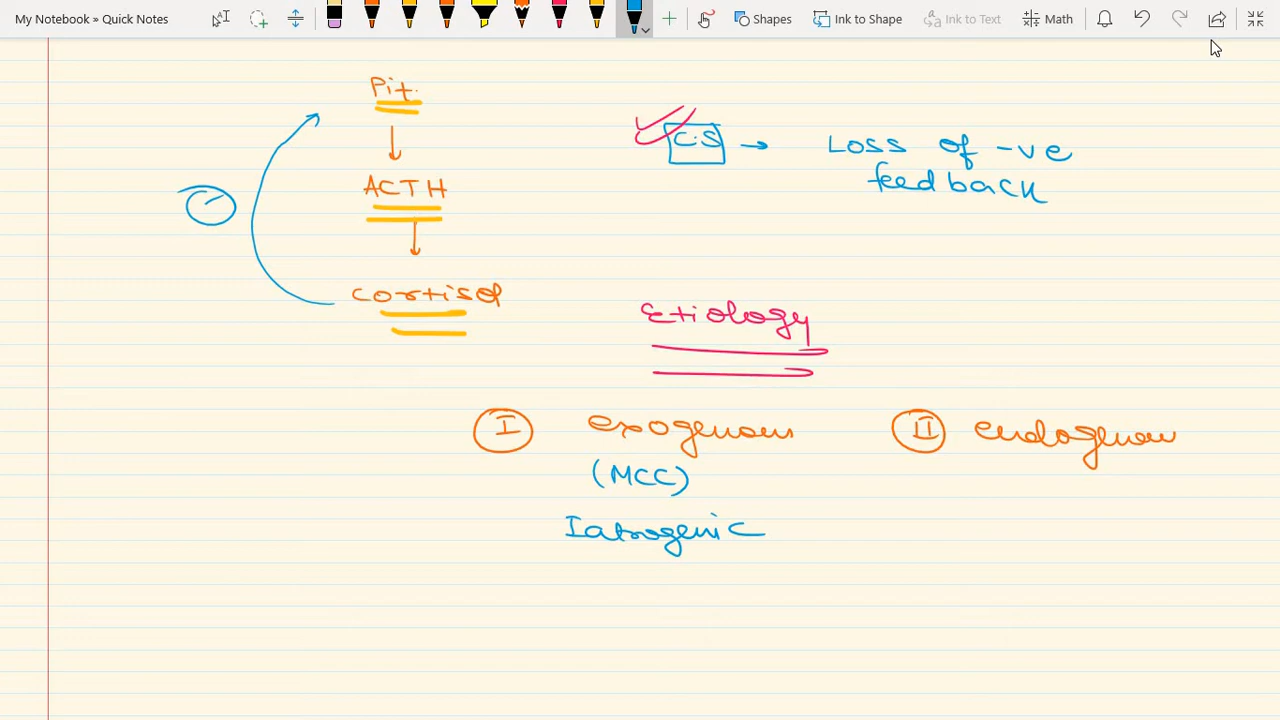 My Notebook » Quick Notes
Shapes
Ink to Shape
Ink to Text
Math
Pit.
ACTH
Cortisol
C.S → Loss of -ve
feedback
Etiology
I exogenous
(MCC)
Iatrogenic
II endogenous